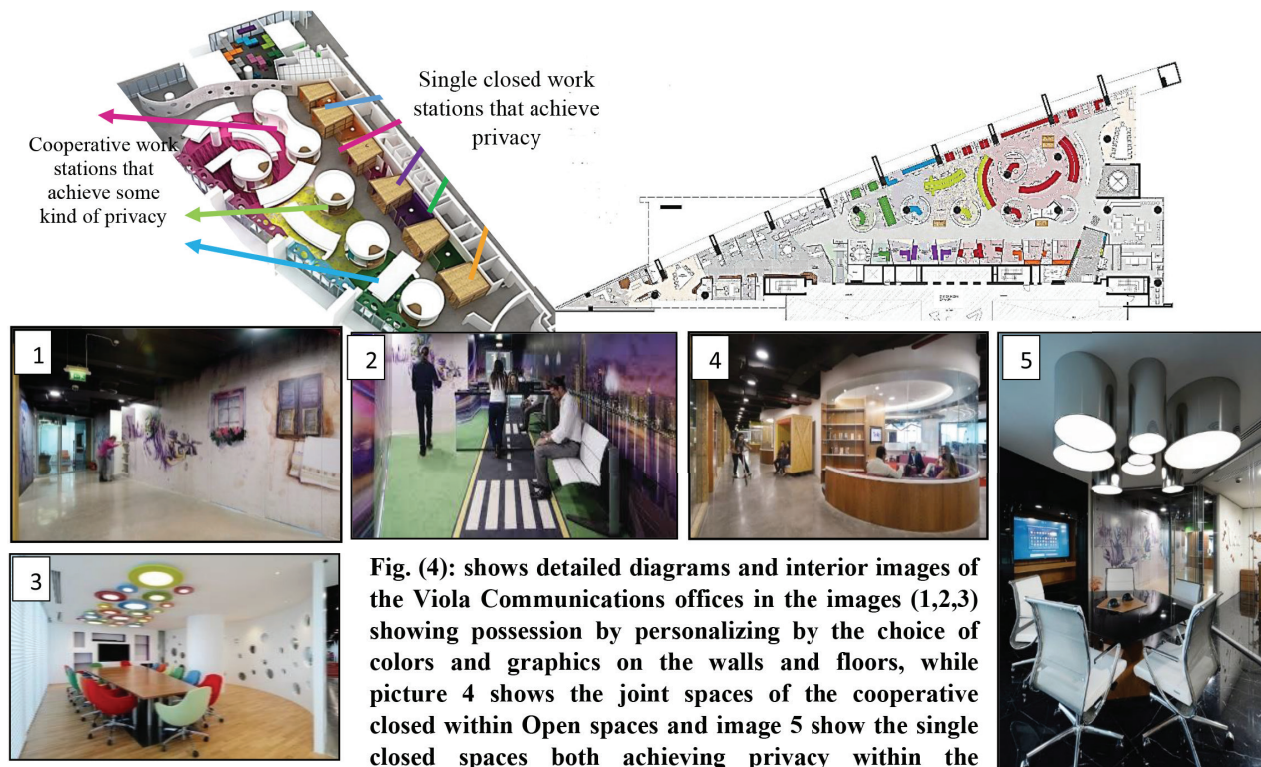 Single closed work
stations that achieve
privacy
Cooperative work
stations that
achieve some
kind of privacy
1
2
4
5
3
Fig. (4): shows detailed diagrams and interior images of
the Viola Communications offices in the images (1,2,3)
showing possession by personalizing by the choice of
colors and graphics on the walls and floors, while
picture 4 shows the joint spaces of the cooperative
closed within Open spaces and image 5 show the single
closed spaces both achieving privacy within the